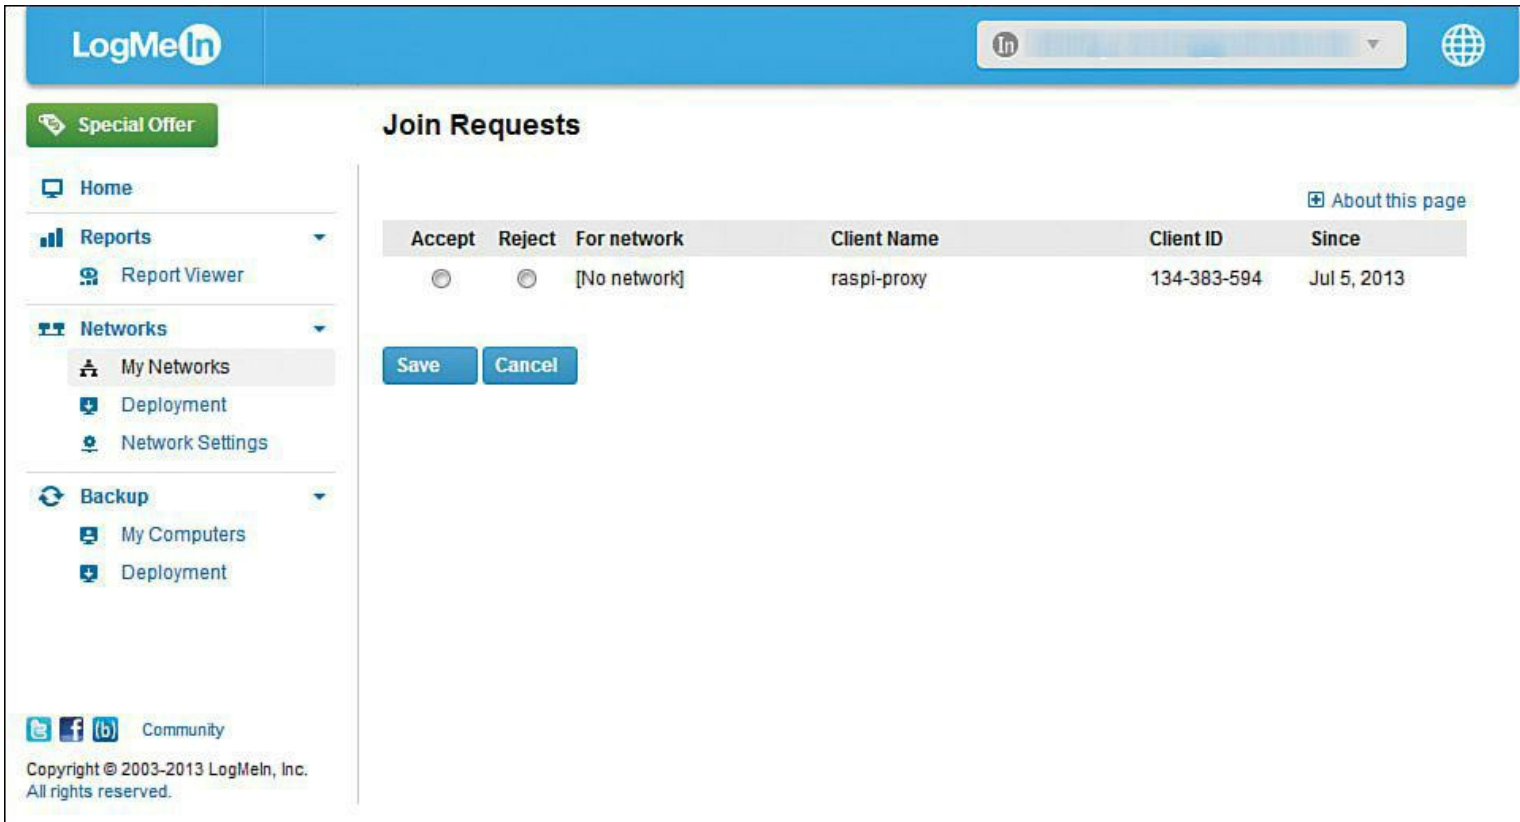 LogMeIn
In
Special Offer
Join Requests
Home
About this page
Reports
Accept Reject For network Client Name Client ID Since
Report Viewer
[No network] raspi-proxy 134-383-594 Jul 5, 2013
Networks
My Networks
Save Cancel
Deployment
Network Settings
Backup
My Computers
Deployment
Community
Copyright © 2003-2013 LogMeIn, Inc.
All rights reserved.